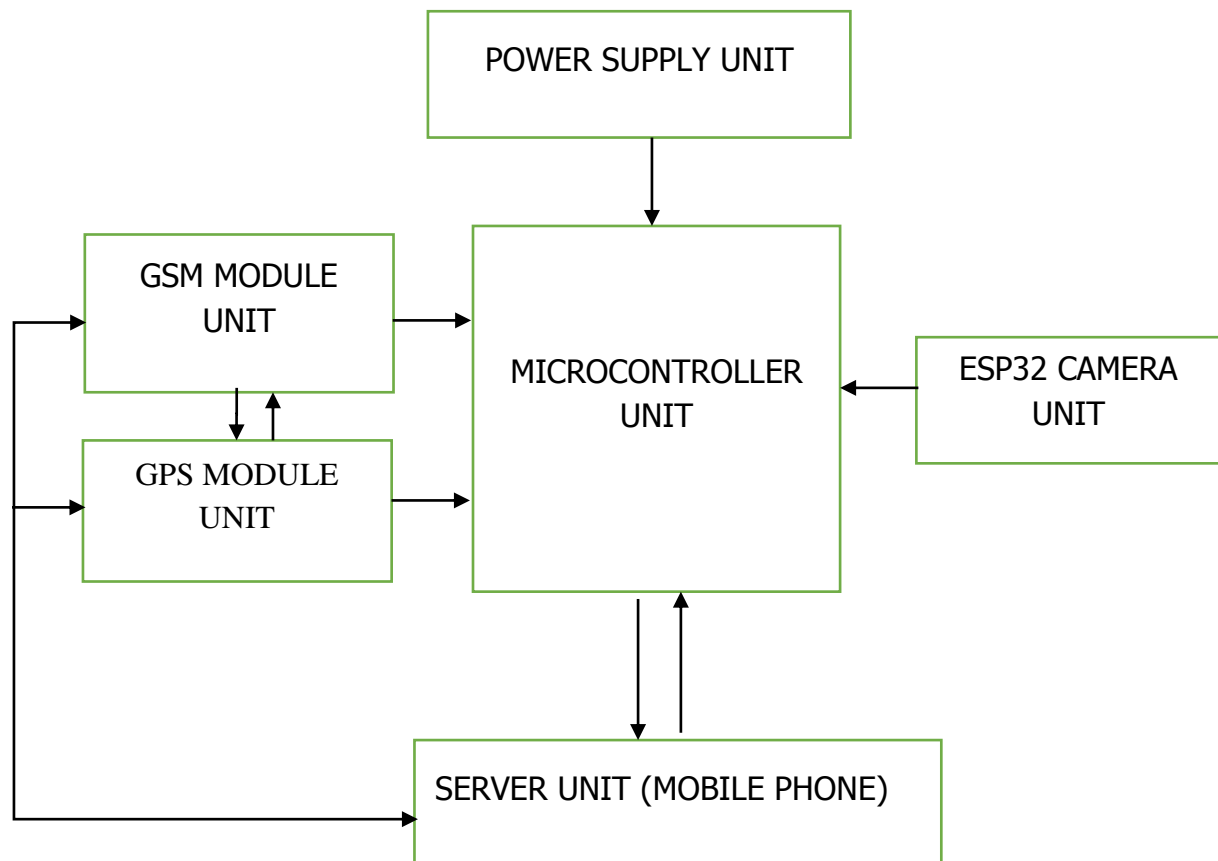 POWER SUPPLY UNIT
GSM MODULE
UNIT
MICROCONTROLLER
UNIT
ESP32 CAMERA
UNIT
GPS MODULE
UNIT
SERVER UNIT (MOBILE PHONE)